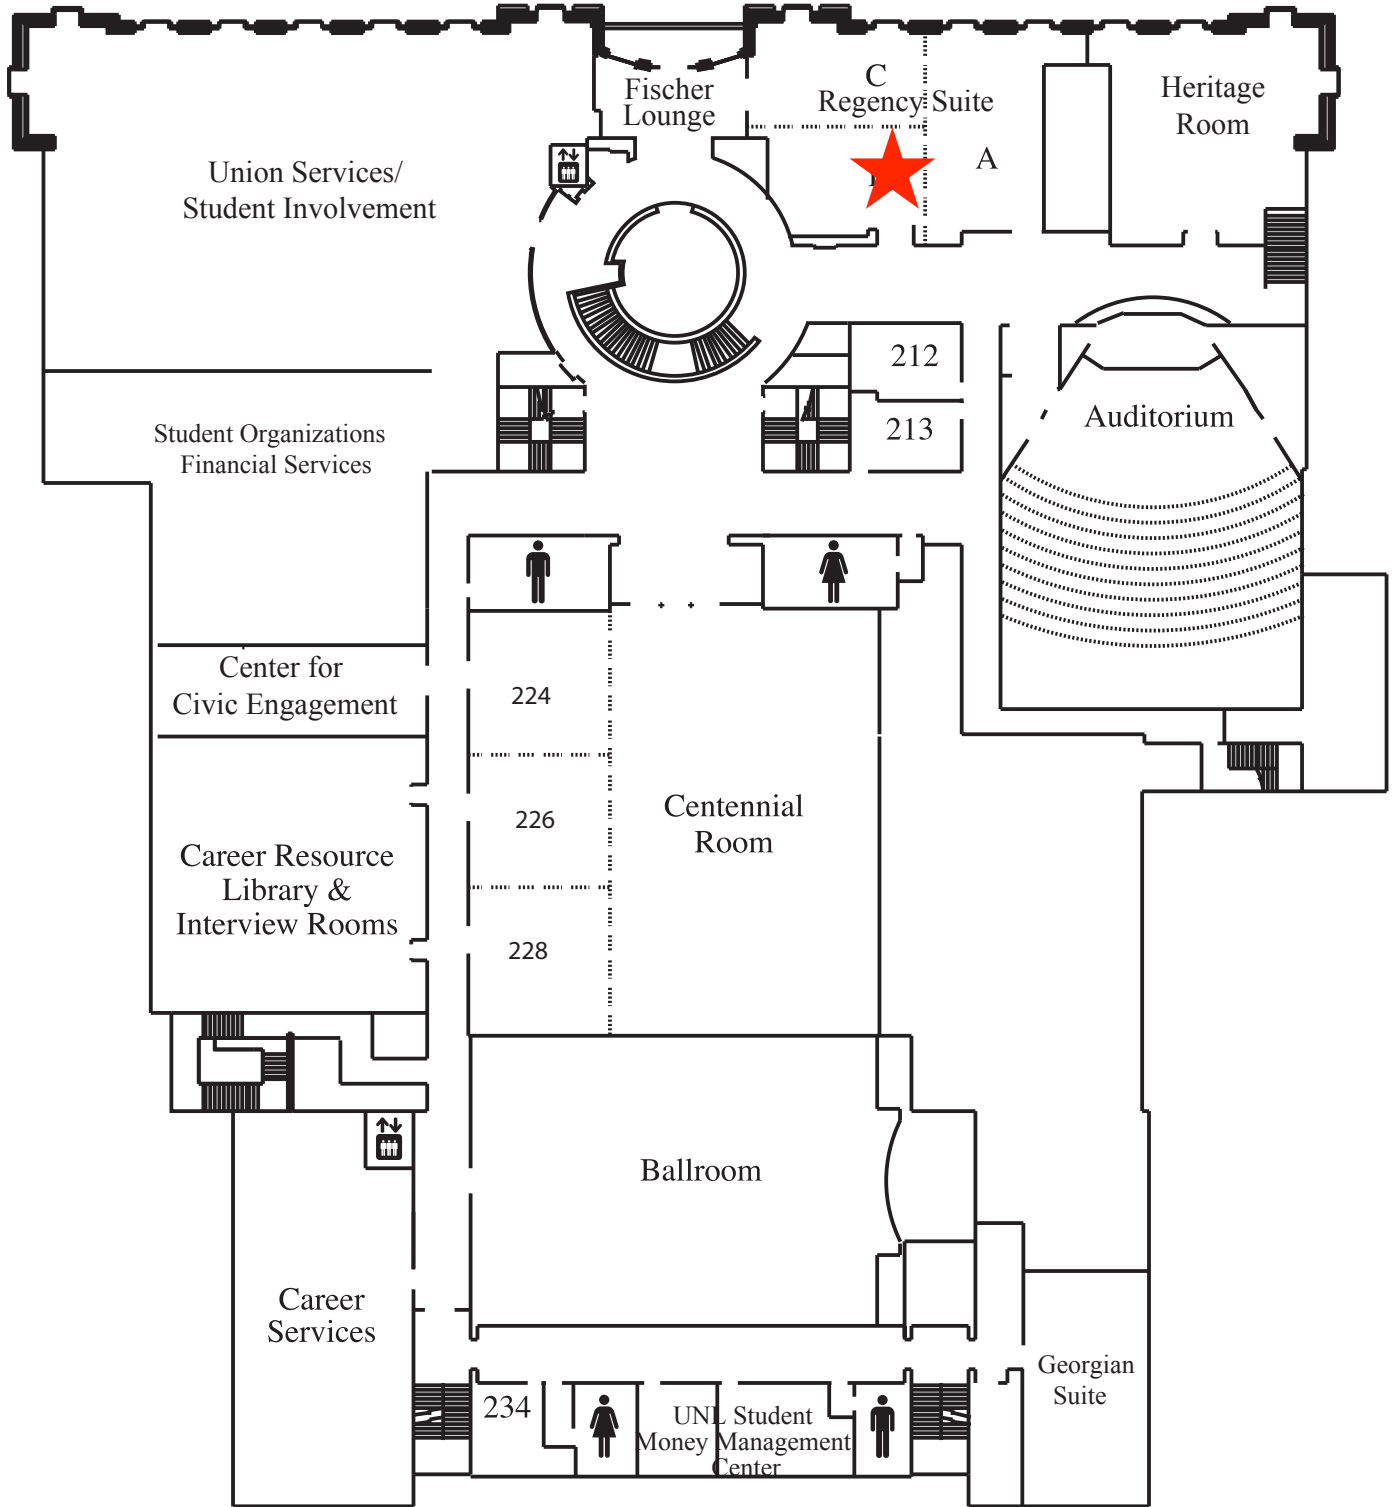 Fischer
Lounge
C
Regency Suite
A
Heritage
Room
Union Services/
Student Involvement
212
213
Auditorium
Student Organizations
Financial Services
Center for
Civic Engagement
224
226
228
Centennial
Room
Career Resource
Library &
Interview Rooms
Ballroom
Career
Services
Georgian
Suite
234
UNL Student
Money Management
Center